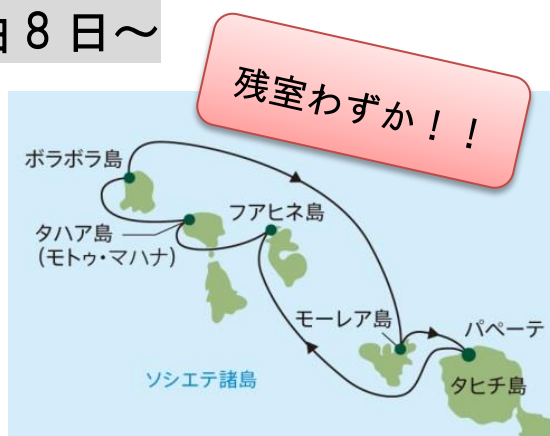 ８日～
残室わずか！！
ボラボラ島
フアヒネ島
タハア島
(モトゥ・マハナ)
モーレア島
パペーテ
ソシエテ諸島
タヒチ島